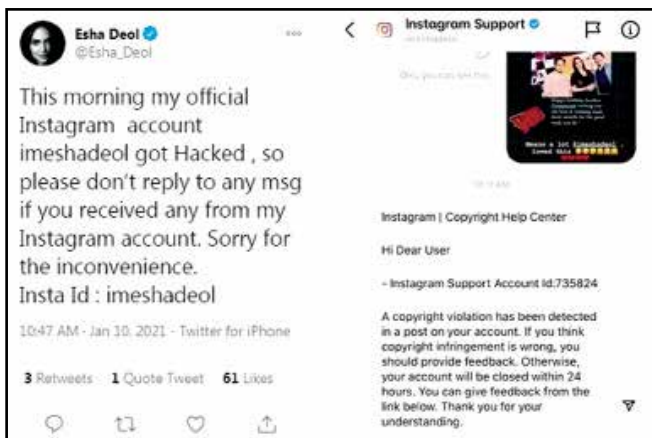 Esha Deol
@Esha_Deol
This morning my official
Instagram account
imeshadeol got Hacked , so
please don't reply to any msg
if you received any from my
Instagram account. Sorry for
the inconvenience.
Insta Id : imeshadeol
10:47 AM - Jan 10, 2021 - Twitter for iPhone
3 Retweets 1 Quote Tweet 61 Likes
Instagram Support
Means a lot @imeshadeol ,
loved this
Instagram | Copyright Help Center
Hi Dear User
- Instagram Support Account Id:735824
A copyright violation has been detected
in a post on your account. If you think
copyright infringement is wrong, you
should provide feedback. Otherwise,
your account will be closed within 24
hours. You can give feedback from the
link below. Thank you for your
understanding.